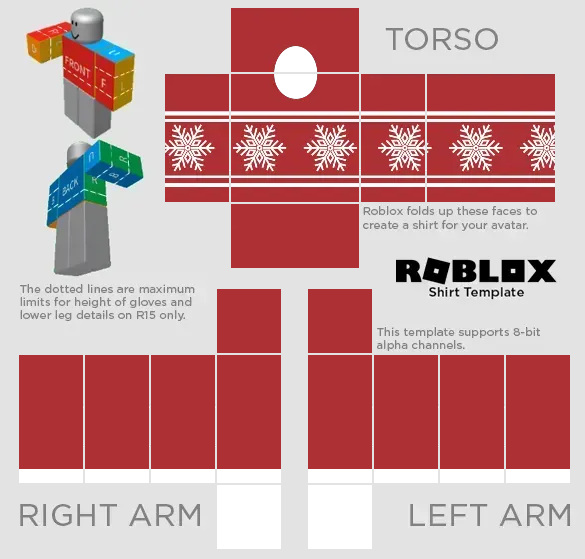 TORSO
FRONT
F
L
U
D
BACK
U
R
B
R
Roblox folds up these faces to
create a shirt for your avatar.
ROBLOX
Shirt Template
The dotted lines are maximum
limits for height of gloves and
lower leg details on R15 only.
This template supports 8-bit
alpha channels.
RIGHT ARM
LEFT ARM